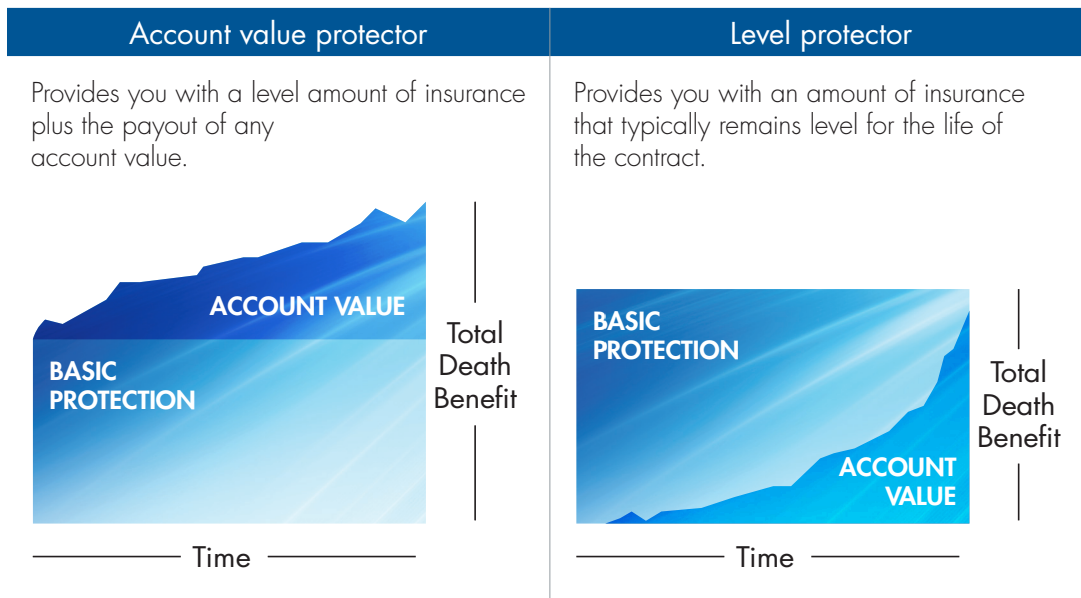 Account value protector
Provides you with a level amount of insurance
plus the payout of any
account value.
ACCOUNT VALUE
BASIC
PROTECTION
Total
Death
Benefit
Time
Level protector
Provides you with an amount of insurance
that typically remains level for the life of
the contract.
BASIC
PROTECTION
ACCOUNT
VALUE
Total
Death
Benefit
Time